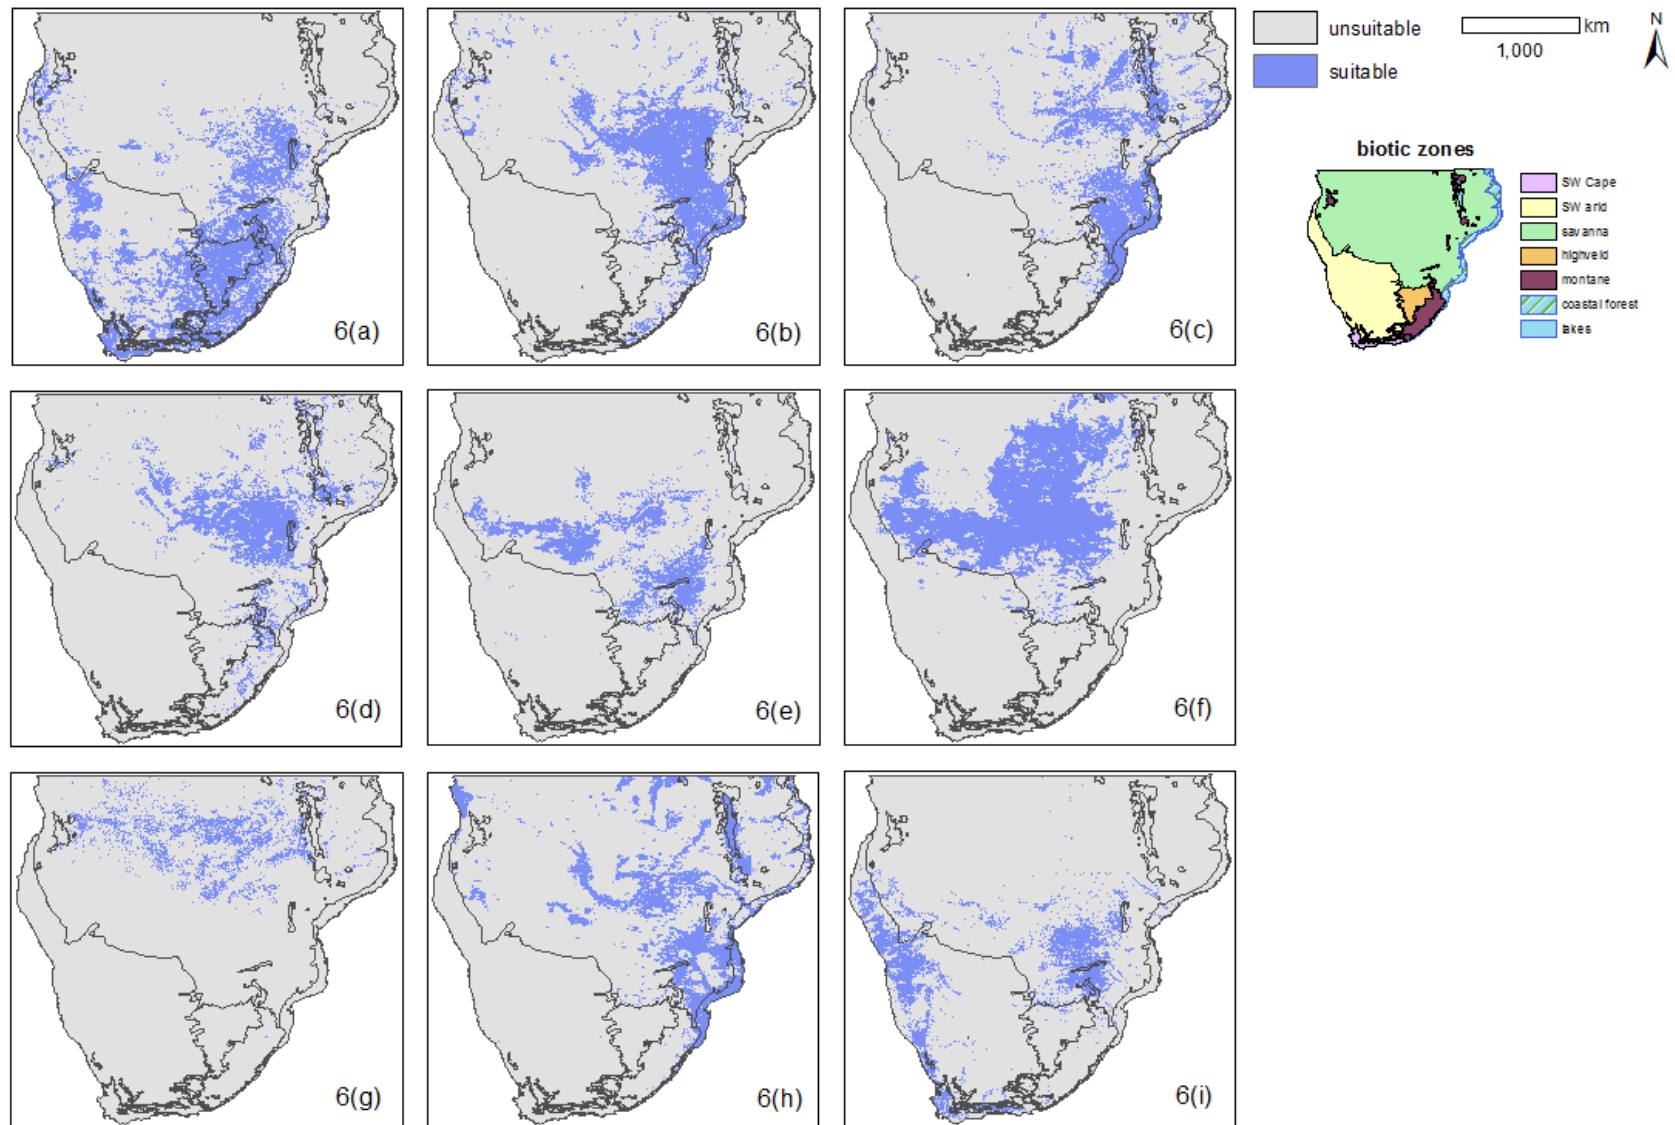 6(a)
6(b)
6(c)
unsuitable
suitable
km
1,000
N
biotic zones
SW Cape
SW arid
savanna
highveld
montane
coastal forest
lakes
6(d)
6(e)
6(f)
6(g)
6(h)
6(i)